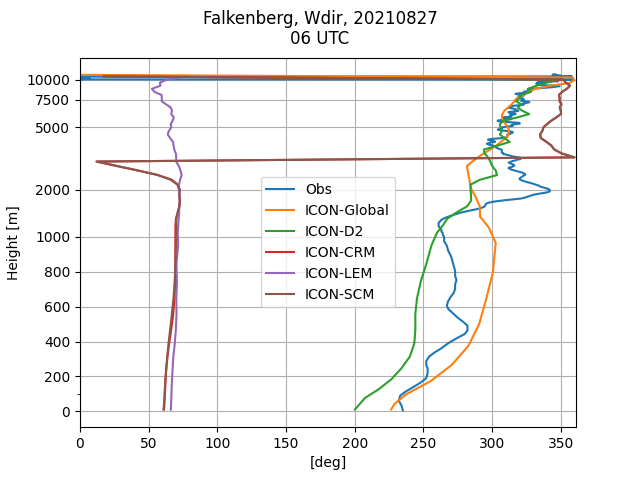 Falkenberg, Wdir, 20210827
06 UTC
10000
7500
5000
2000
1000
800
600
400
200
0
Height [m]
Obs
ICON-Global
ICON-D2
ICON-CRM
ICON-LEM
ICON-SCM
0 50 100 150 200 250 300 350
[deg]